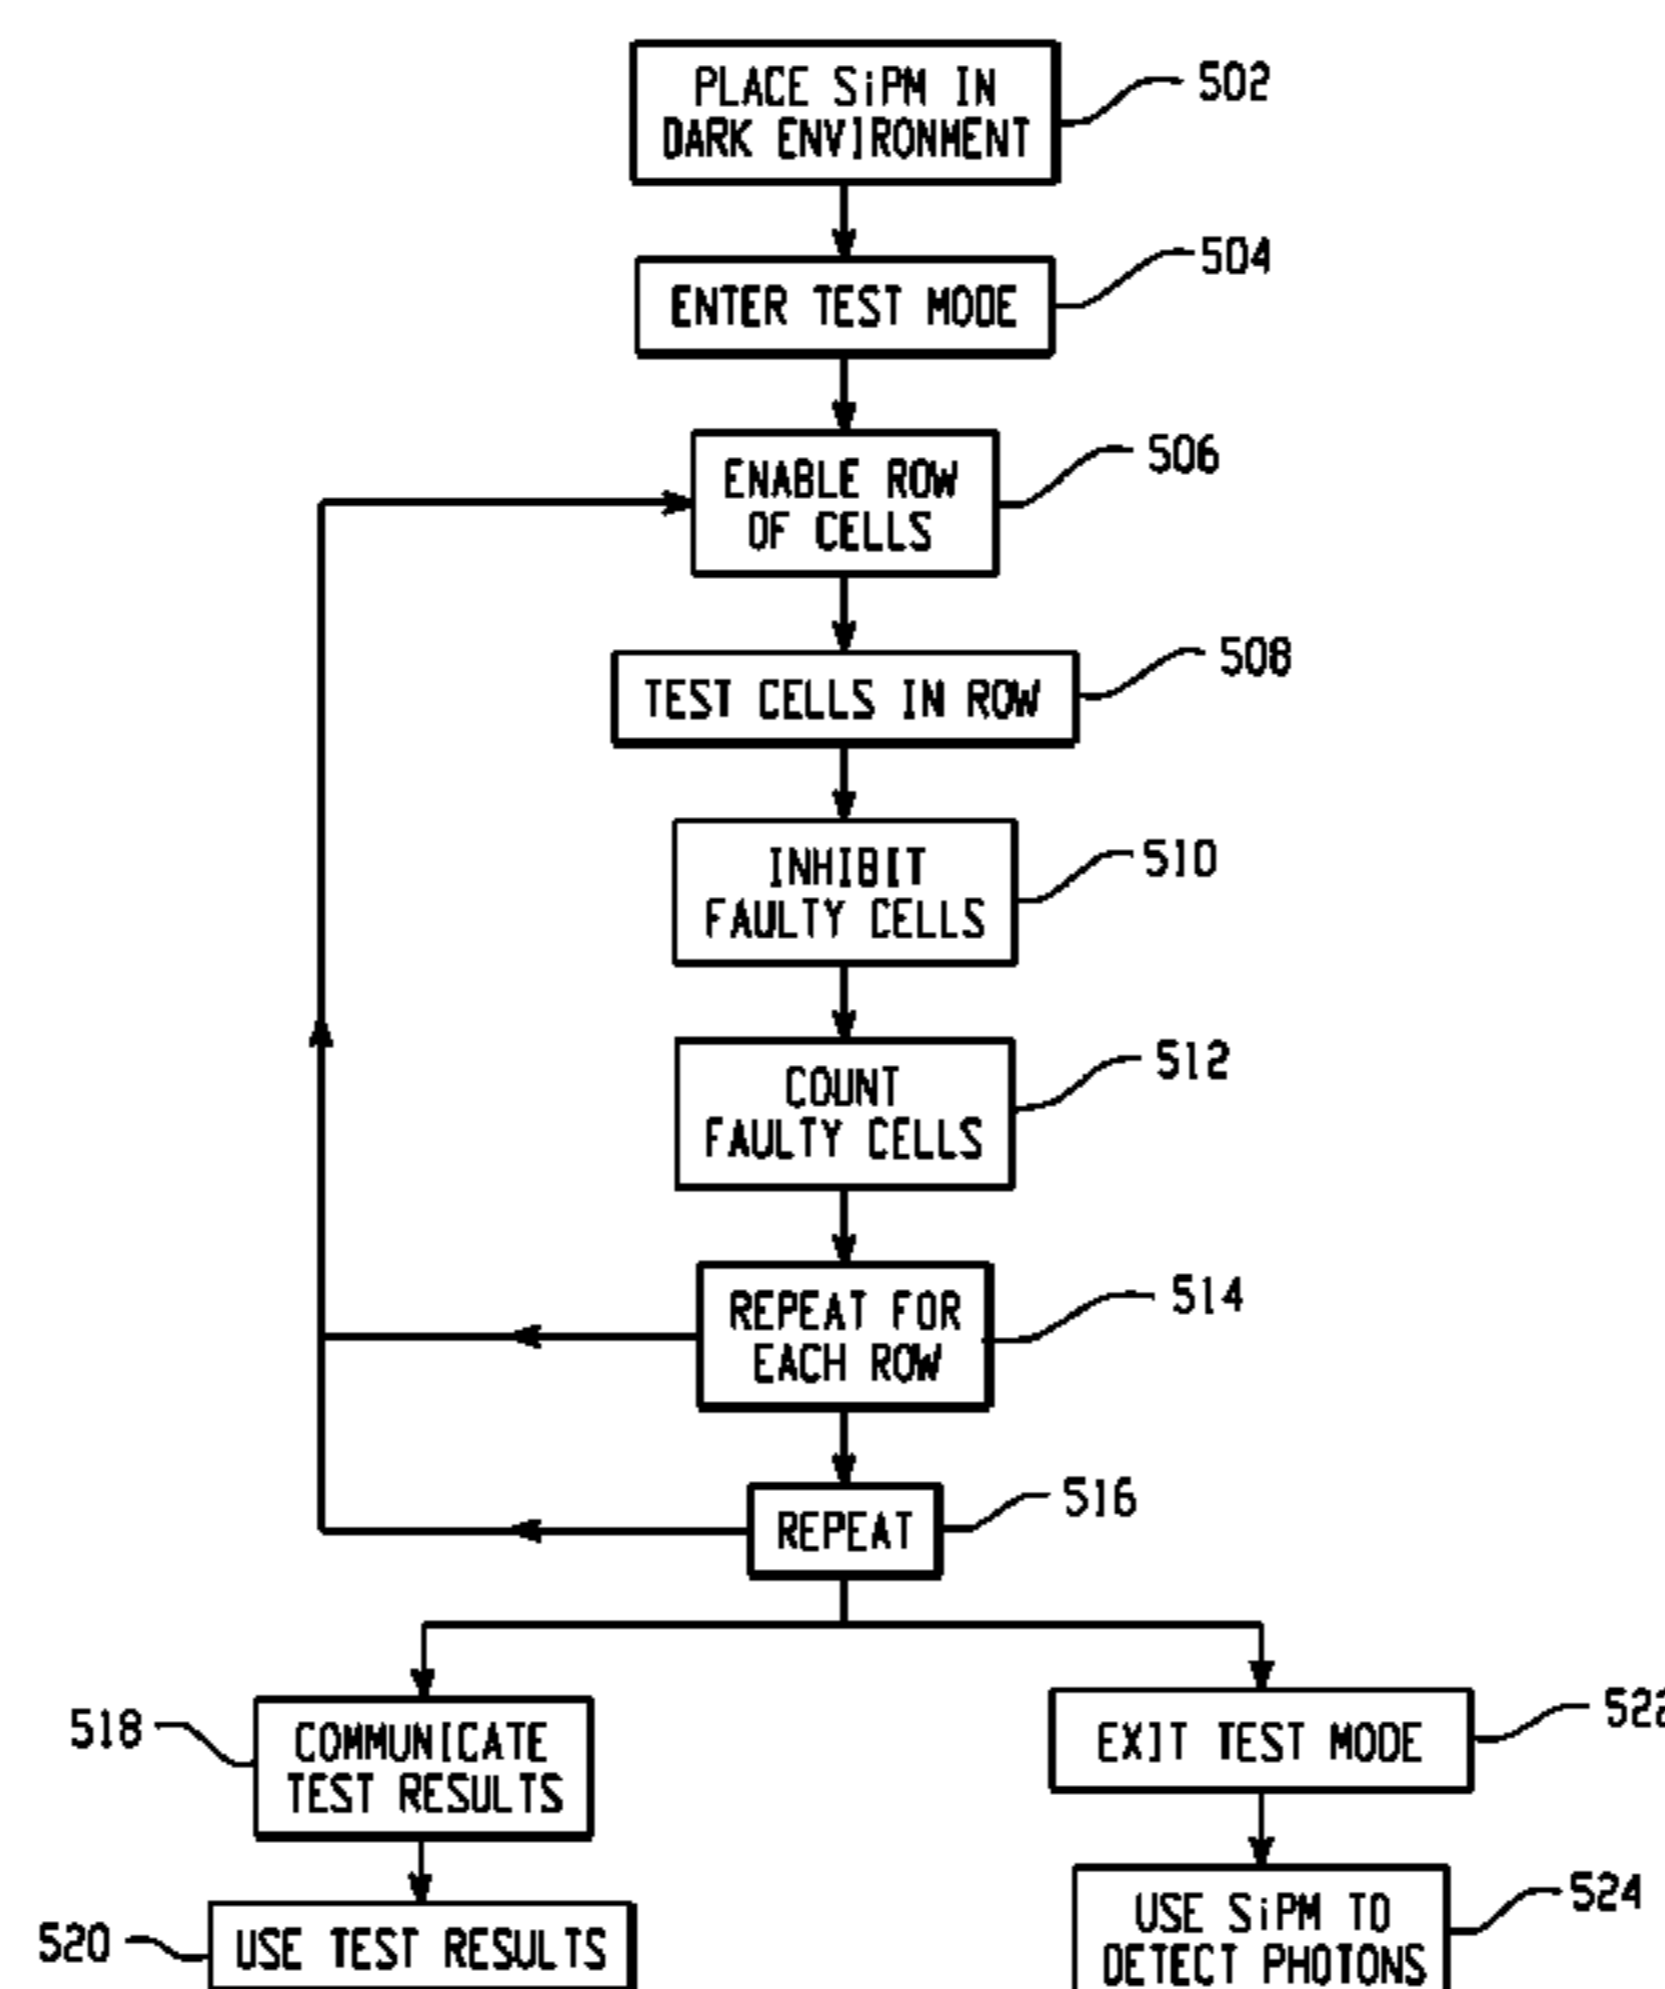 PLACE SiPM IN
DARK ENVIRONMENT
502
ENTER TEST MODE
504
ENABLE ROW
OF CELLS
506
TEST CELLS IN ROW
508
INHIBIT
FAULTY CELLS
510
COUNT
FAULTY CELLS
512
REPEAT FOR
EACH ROW
514
REPEAT
516
518
COMMUNICATE
TEST RESULTS
EXIT TEST MODE
522
520
USE TEST RESULTS
USE SiPM TO
DETECT PHOTONS
524